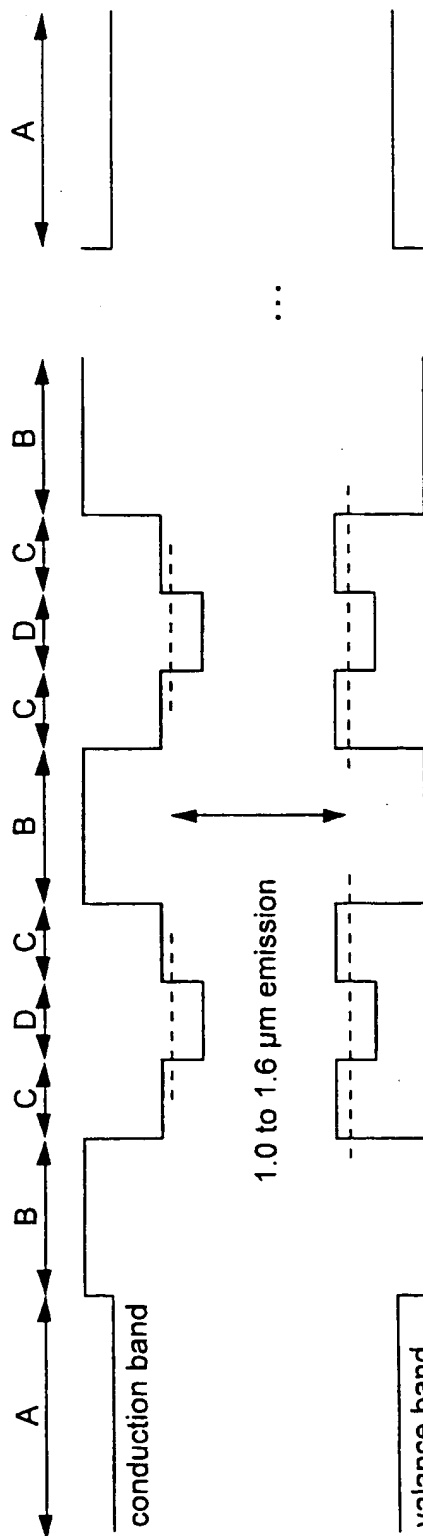 A B C D C B C D C B A
conduction band
1.0 to 1.6 μm emission
...
valance band